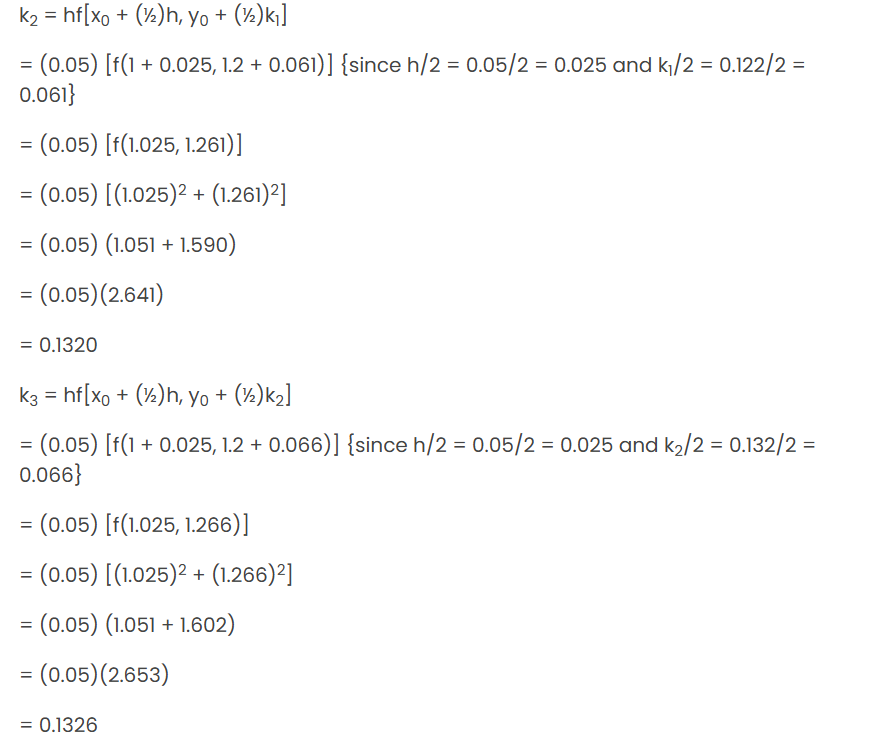 k₂ = hf[x₀ + (½)h, y₀ + (½)k₁]
= (0.05) [f(1 + 0.025, 1.2 + 0.061)] {since h/2 = 0.05/2 = 0.025 and k₁/2 = 0.122/2 =
0.061}
= (0.05) [f(1.025, 1.261)]
= (0.05) [(1.025)² + (1.261)²]
= (0.05) (1.051 + 1.590)
= (0.05)(2.641)
= 0.1320
k₃ = hf[x₀ + (½)h, y₀ + (½)k₂]
= (0.05) [f(1 + 0.025, 1.2 + 0.066)] {since h/2 = 0.05/2 = 0.025 and k₂/2 = 0.132/2 =
0.066}
= (0.05) [f(1.025, 1.266)]
= (0.05) [(1.025)² + (1.266)²]
= (0.05) (1.051 + 1.602)
= (0.05)(2.653)
= 0.1326